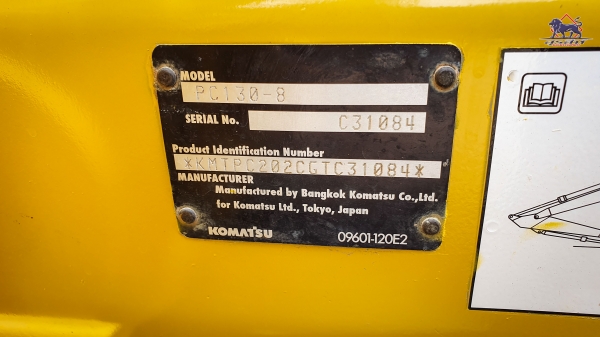 MODEL
PC130-8
SERIAL No.
C31084
Product Identification Number
*KMTPC202CGTC31084*
MANUFACTURER
Manufactured by Bangkok Komatsu Co.,Ltd.
for Komatsu Ltd., Tokyo, Japan
KOMATSU
09601-120E2